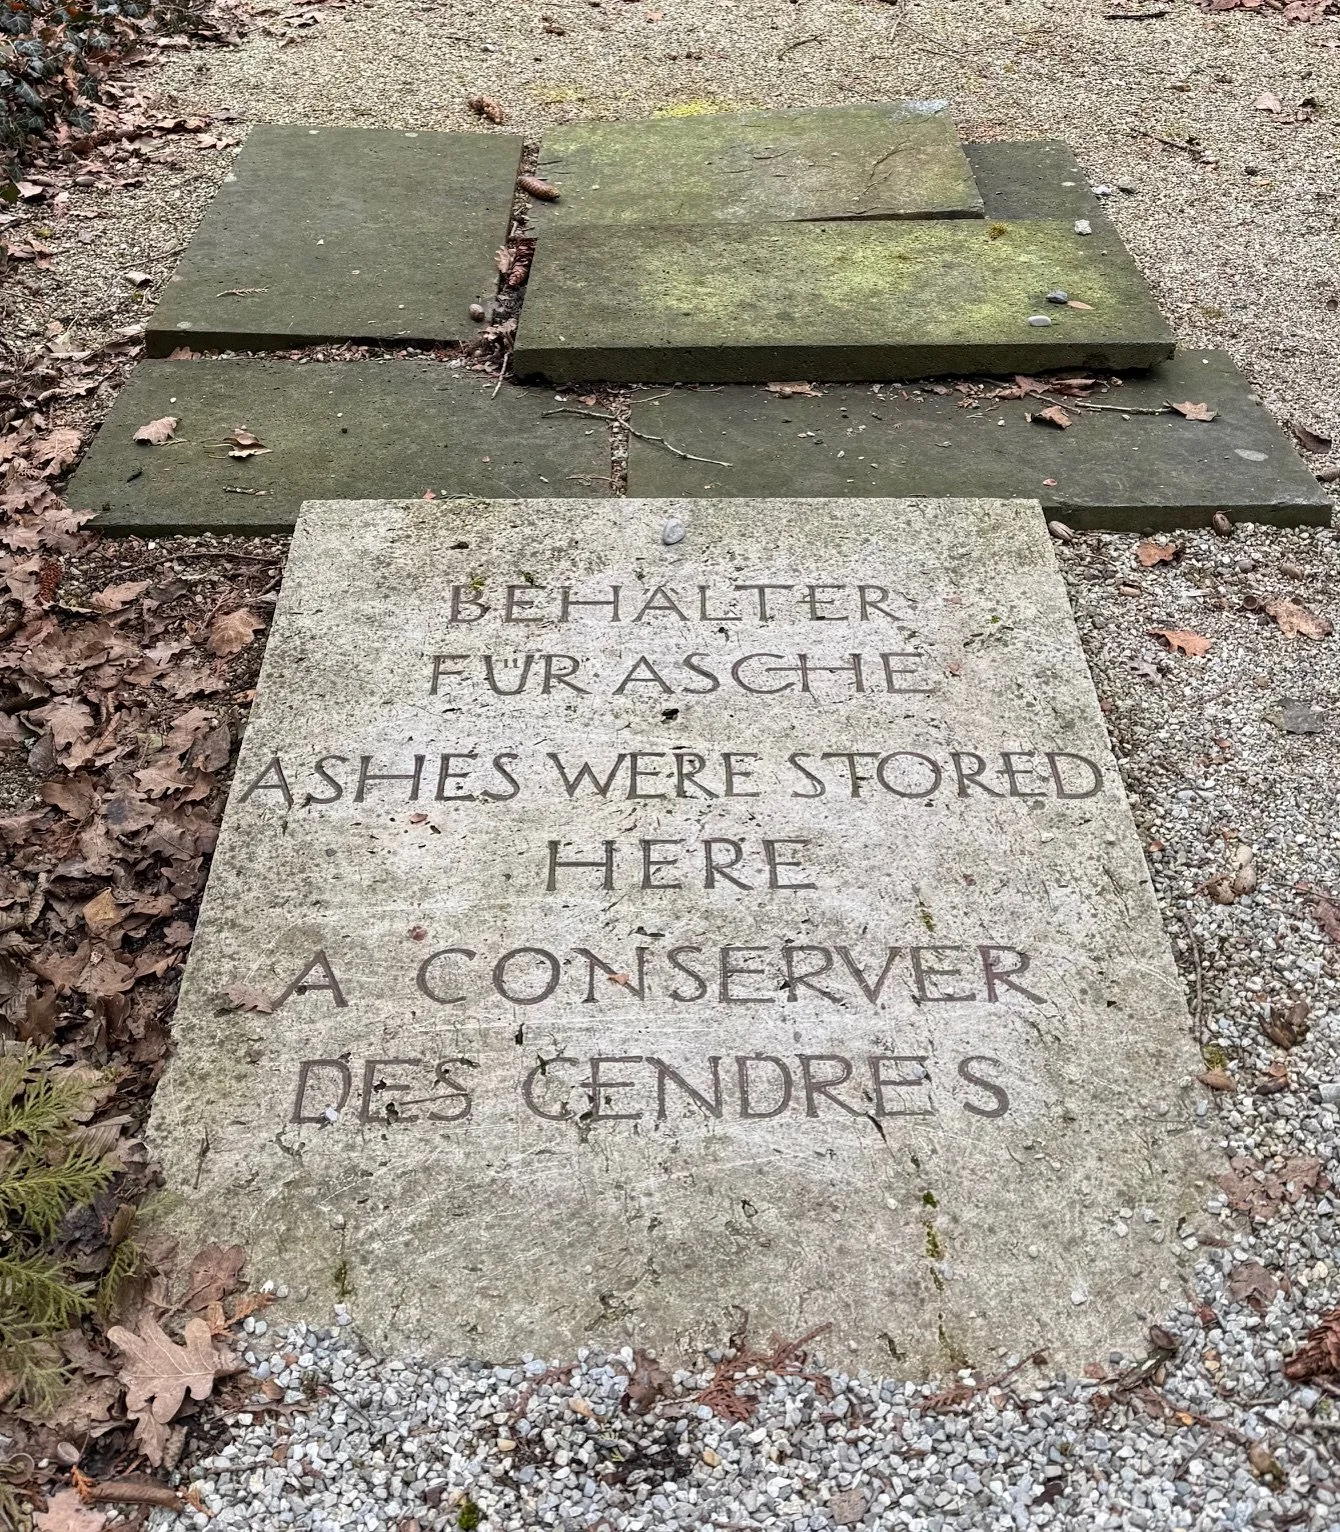 BEHÄLTER
FÜR ASCHE
ASHES WERE STORED
HERE
A CONSERVER
DES CENDRES